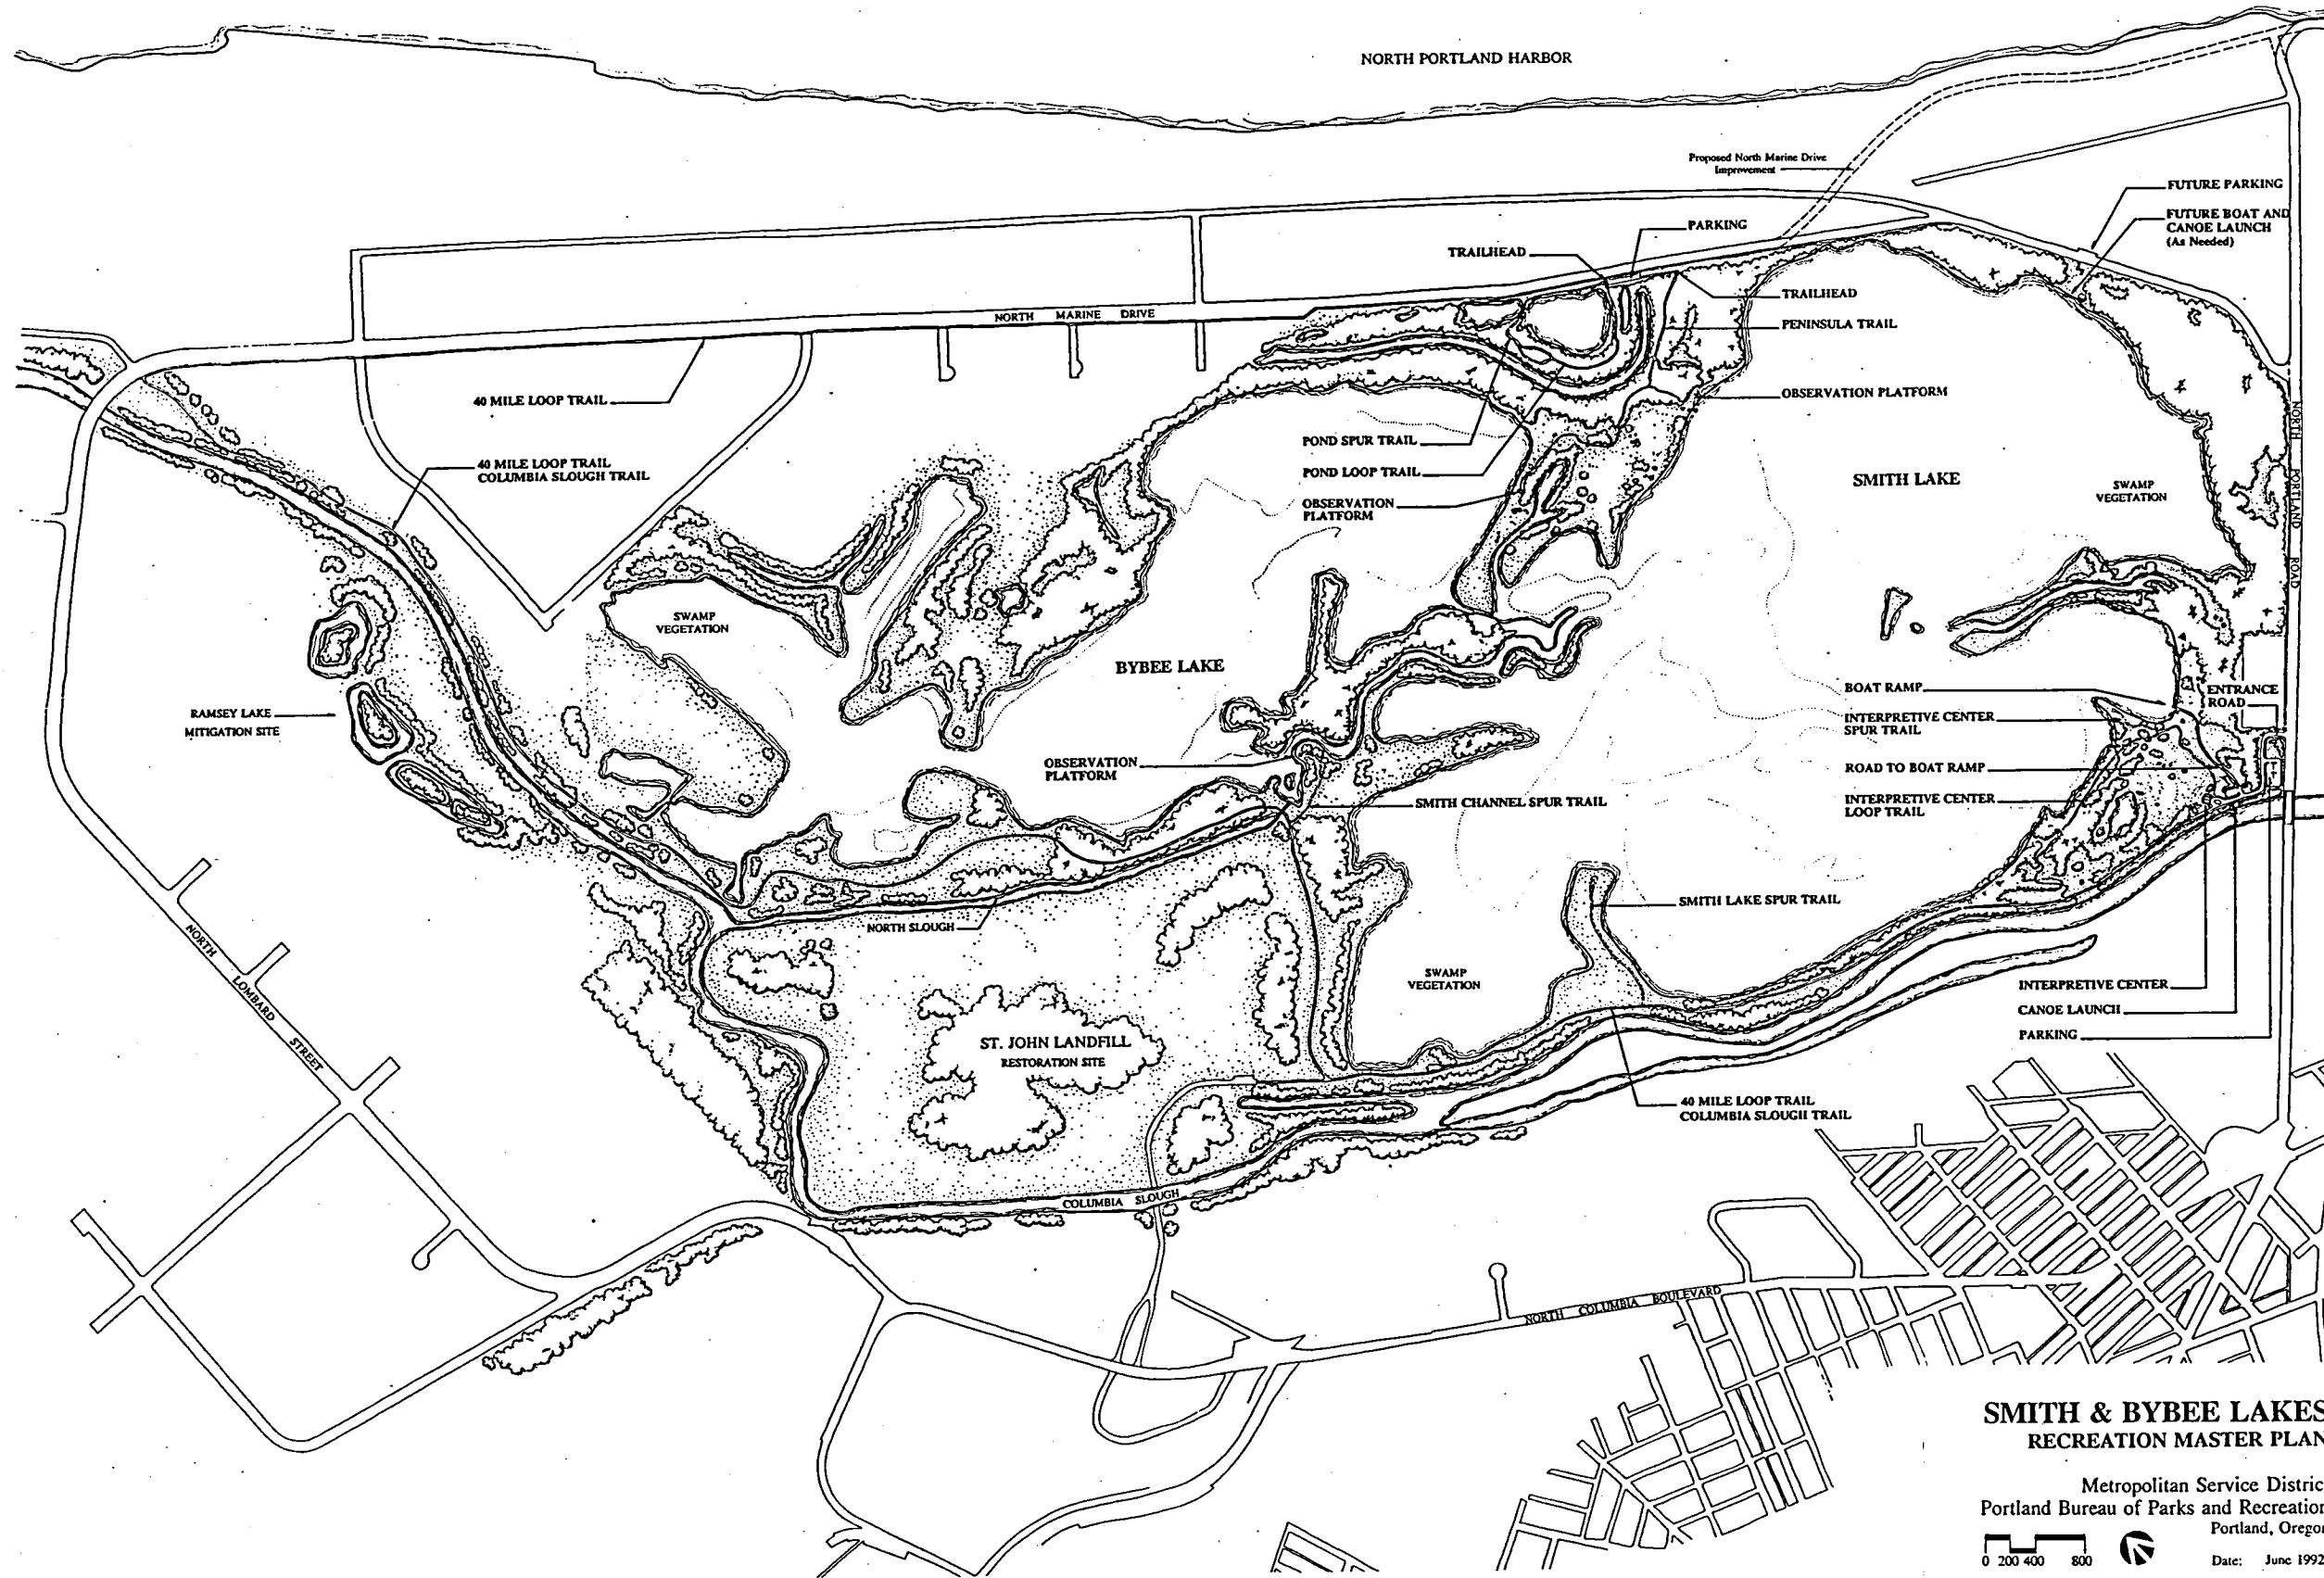 NORTH PORTLAND HARBOR
Proposed North Marine Drive
Improvement
FUTURE PARKING
FUTURE BOAT AND
CANOE LAUNCH
(As Needed)
PARKING
TRAILHEAD
TRAILHEAD
NORTH MARINE DRIVE
PENINSULA TRAIL
OBSERVATION PLATFORM
40 MILE LOOP TRAIL
POND SPUR TRAIL
40 MILE LOOP TRAIL
COLUMBIA SLOUGH TRAIL
POND LOOP TRAIL
OBSERVATION
PLATFORM
SMITH LAKE
SWAMP
VEGETATION
NORTH PORTLAND ROAD
SWAMP
VEGETATION
BYBEE LAKE
BOAT RAMP
ENTRANCE
ROAD
INTERPRETIVE CENTER
SPUR TRAIL
RAMSEY LAKE
MITIGATION SITE
OBSERVATION
PLATFORM
ROAD TO BOAT RAMP
SMITH CHANNEL SPUR TRAIL
INTERPRETIVE CENTER
LOOP TRAIL
SMITH LAKE SPUR TRAIL
NORTH SLOUGH
NORTH LOMBARD STREET
SWAMP
VEGETATION
INTERPRETIVE CENTER
CANOE LAUNCH
PARKING
ST. JOHN LANDFILL
RESTORATION SITE
40 MILE LOOP TRAIL
COLUMBIA SLOUGH TRAIL
COLUMBIA SLOUGH
NORTH COLUMBIA BOULEVARD
SMITH & BYBEE LAKES
RECREATION MASTER PLAN
Metropolitan Service Distric
Portland Bureau of Parks and Recreation
Portland, Oregon
0 200 400 800
Date: June 1992